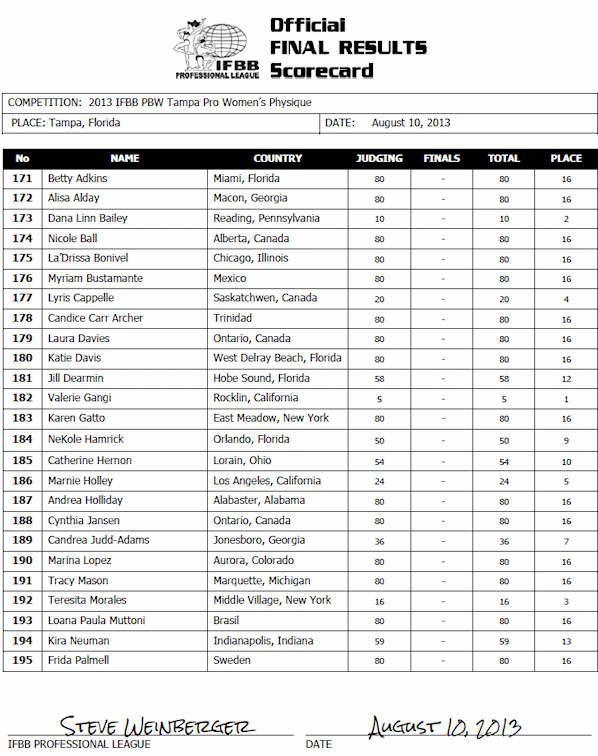 Official
FINAL RESULTS
Scorecard
IFBB
PROFESSIONAL LEAGUE
COMPETITION: 2013 IFBB PBW Tampa Pro Women's Physique
PLACE: Tampa, Florida DATE: August 10, 2013
No NAME COUNTRY JUDGING FINALS TOTAL PLACE
171 Betty Adkins Miami, Florida 80 - 80 16
172 Alisa Alday Macon, Georgia 80 - 80 16
173 Dana Linn Bailey Reading, Pennsylvania 10 - 10 2
174 Nicole Ball Alberta, Canada 80 - 80 16
175 La'Drissa Bonivel Chicago, Illinois 80 - 80 16
176 Myriam Bustamante Mexico 80 - 80 16
177 Lyris Cappelle Saskatchwen, Canada 20 - 20 4
178 Candice Carr Archer Trinidad 80 - 80 16
179 Laura Davies Ontario, Canada 80 - 80 16
180 Katie Davis West Delray Beach, Florida 80 - 80 16
181 Jill Dearmin Hobe Sound, Florida 58 - 58 12
182 Valerie Gangi Rocklin, California 5 - 5 1
183 Karen Gatto East Meadow, New York 80 - 80 16
184 NeKole Hamrick Orlando, Florida 50 - 50 9
185 Catherine Hernon Lorain, Ohio 54 - 54 10
186 Marnie Holley Los Angeles, California 24 - 24 5
187 Andrea Holliday Alabaster, Alabama 80 - 80 16
188 Cynthia Jansen Ontario, Canada 80 - 80 16
189 Candrea Judd-Adams Jonesboro, Georgia 36 - 36 7
190 Marina Lopez Aurora, Colorado 80 - 80 16
191 Tracy Mason Marquette, Michigan 80 - 80 16
192 Teresita Morales Middle Village, New York 16 - 16 3
193 Loana Paula Muttoni Brasil 80 - 80 16
194 Kira Neuman Indianapolis, Indiana 59 - 59 13
195 Frida Palmell Sweden 80 - 80 16
STEVE WEINBERGER AUGUST 10, 2013
IFBB PROFESSIONAL LEAGUE DATE